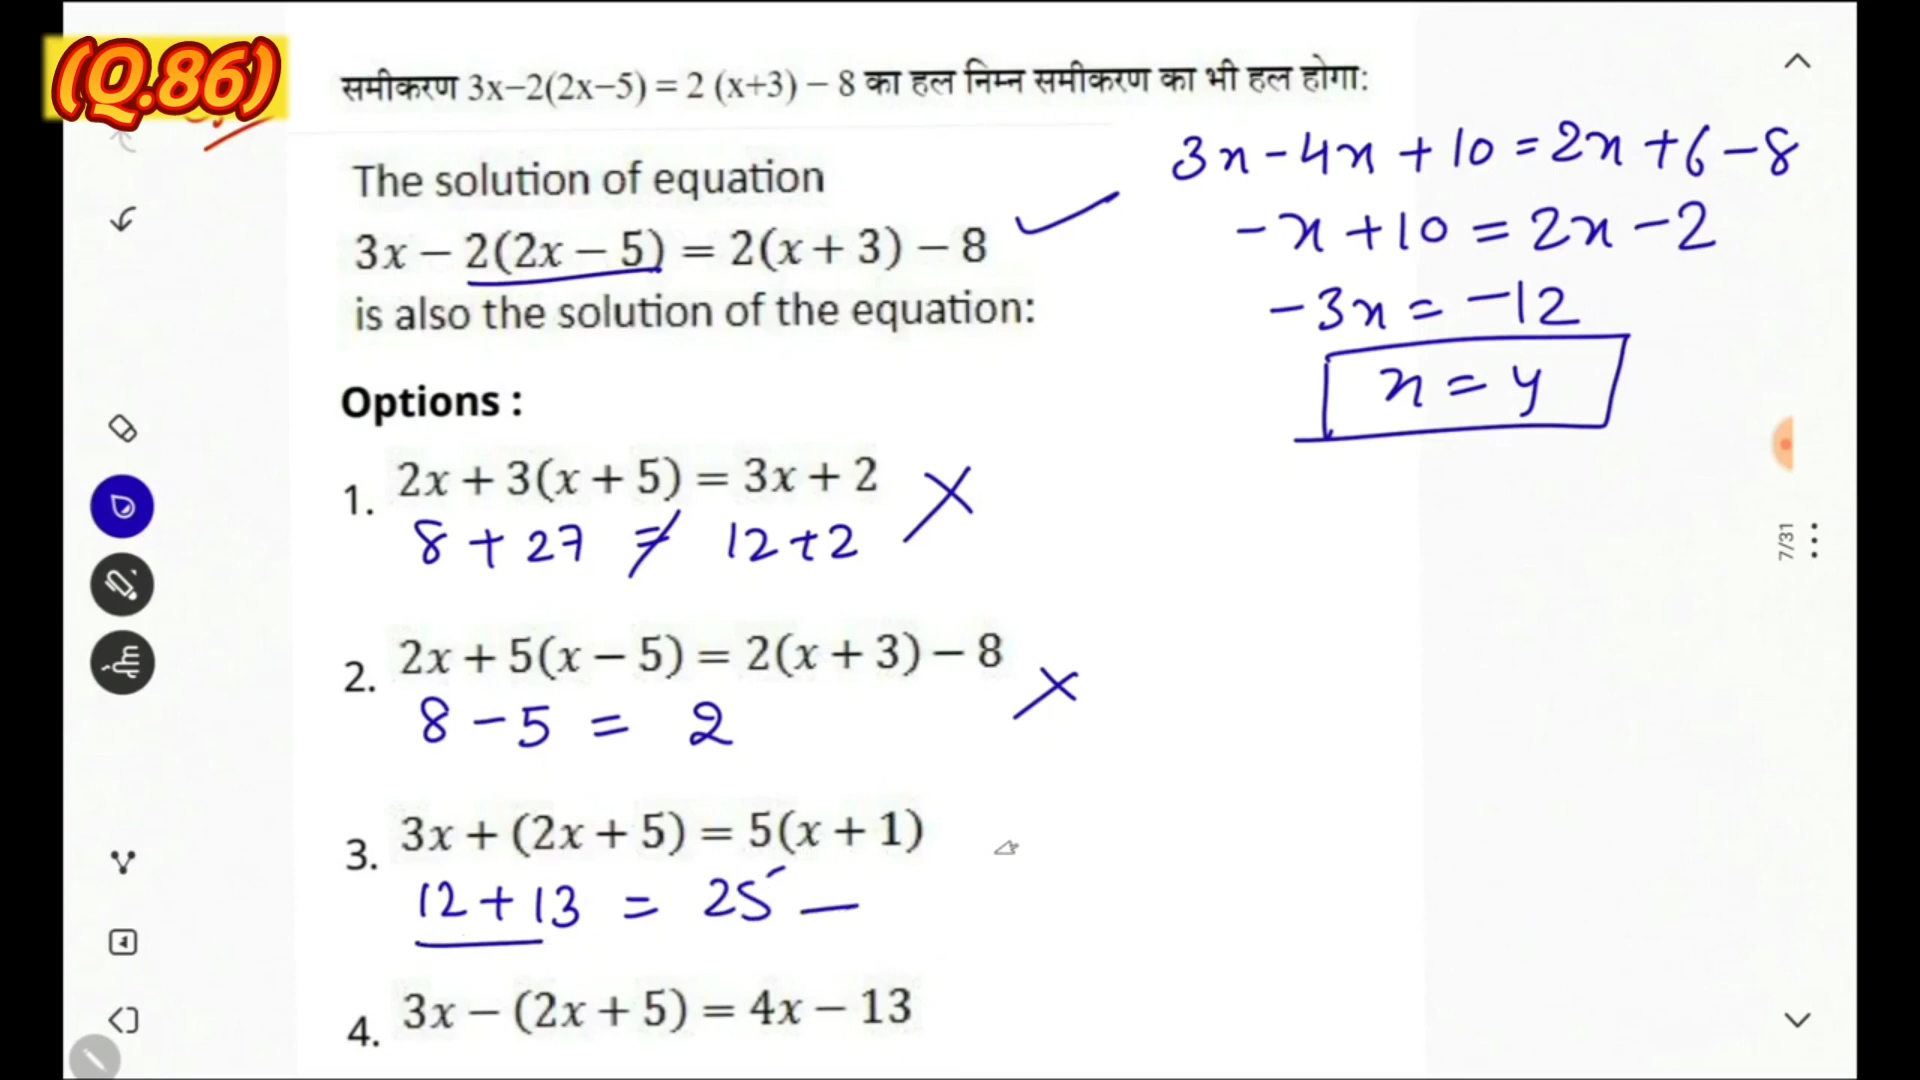 (Q.86)
समीकरण 3x–2(2x–5) = 2 (x+3) – 8 का हल निम्न समीकरण का भी हल होगा:
The solution of equation
3x – 2(2x – 5) = 2(x + 3) – 8
is also the solution of the equation:
3x - 4x + 10 = 2x + 6 - 8
-x + 10 = 2x - 2
-3x = -12
x = 4
Options :
1. 2x + 3(x + 5) = 3x + 2
8 + 27 ≠ 12+2
2. 2x + 5(x – 5) = 2(x + 3) – 8
8 - 5 = 2
3. 3x + (2x + 5) = 5(x + 1)
12 + 13 = 25
4. 3x – (2x + 5) = 4x – 13
7/31